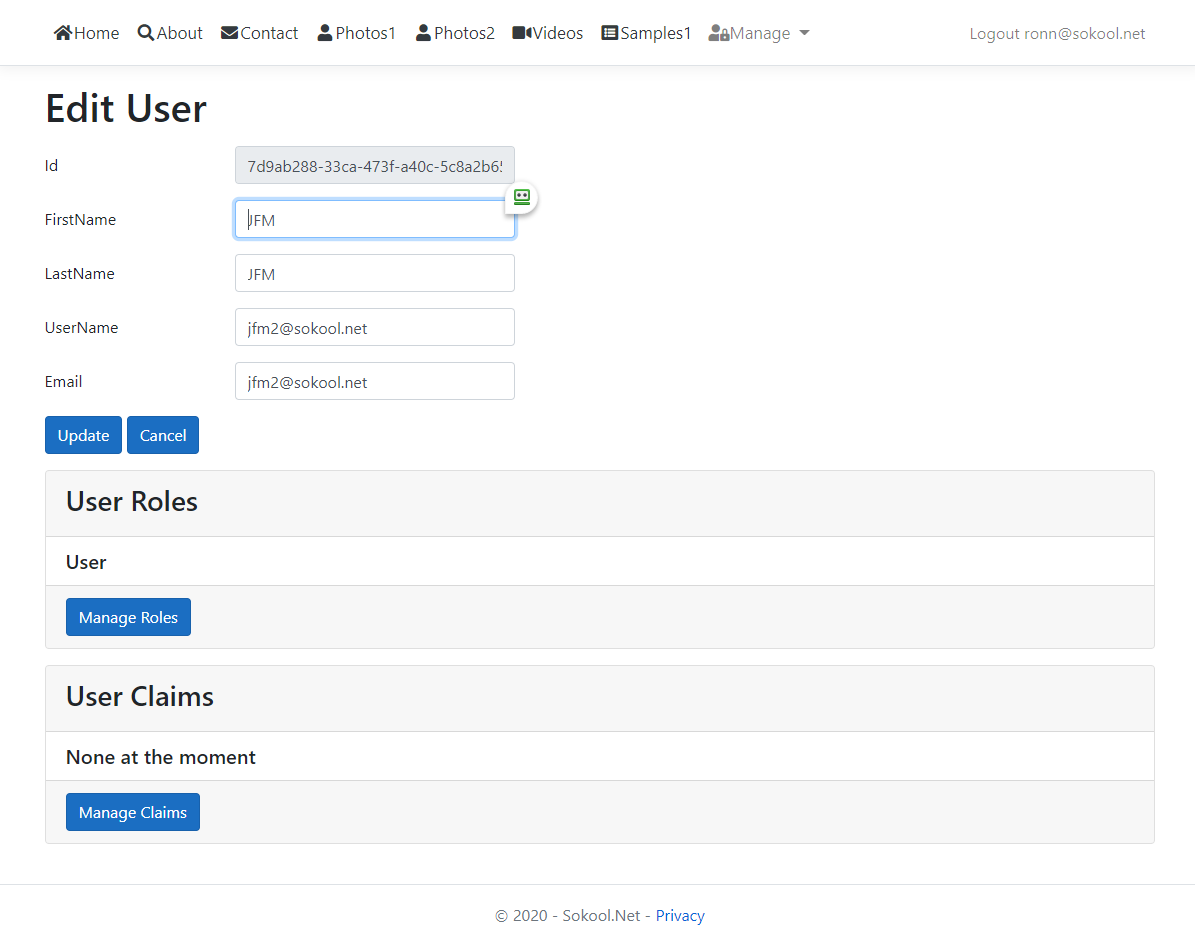 Home About Contact Photos1 Photos2 Videos Samples1 Manage Logout ronn@sokool.net
Edit User
Id 7d9ab288-33ca-473f-a40c-5c8a2b65
FirstName JFM
LastName JFM
UserName jfm2@sokool.net
Email jfm2@sokool.net
Update Cancel
User Roles
User
Manage Roles
User Claims
None at the moment
Manage Claims
© 2020 - Sokool.Net - Privacy